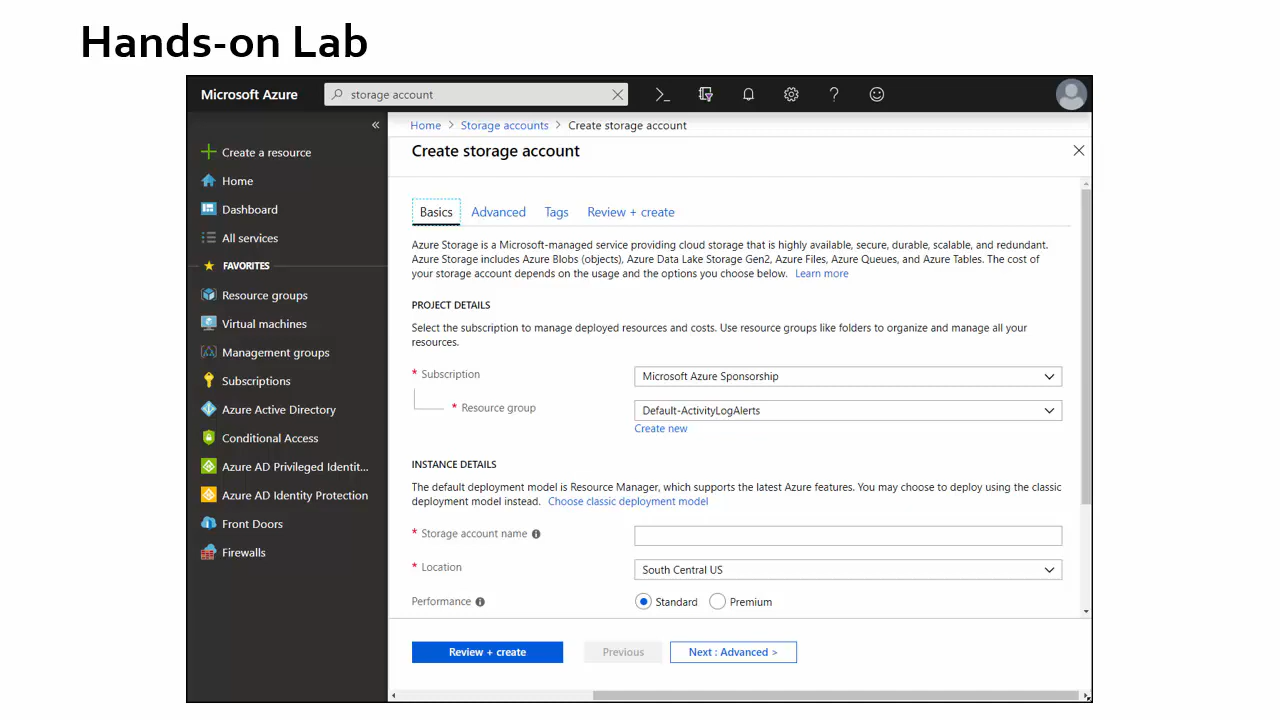 Hands-on Lab
Microsoft Azure
storage account
Create a resource
Home
Dashboard
All services
FAVORITES
Resource groups
Virtual machines
Management groups
Subscriptions
Azure Active Directory
Conditional Access
Azure AD Privileged Identit...
Azure AD Identity Protection
Front Doors
Firewalls
Home > Storage accounts > Create storage account
Create storage account
Basics Advanced Tags Review + create
Azure Storage is a Microsoft-managed service providing cloud storage that is highly available, secure, durable, scalable, and redundant.
Azure Storage includes Azure Blobs (objects), Azure Data Lake Storage Gen2, Azure Files, Azure Queues, and Azure Tables. The cost of
your storage account depends on the usage and the options you choose below. Learn more
PROJECT DETAILS
Select the subscription to manage deployed resources and costs. Use resource groups like folders to organize and manage all your
resources.
* Subscription Microsoft Azure Sponsorship
* Resource group Default-ActivityLogAlerts
Create new
INSTANCE DETAILS
The default deployment model is Resource Manager, which supports the latest Azure features. You may choose to deploy using the classic
deployment model instead. Choose classic deployment model
* Storage account name
* Location South Central US
Performance Standard Premium
Review + create Previous Next : Advanced >